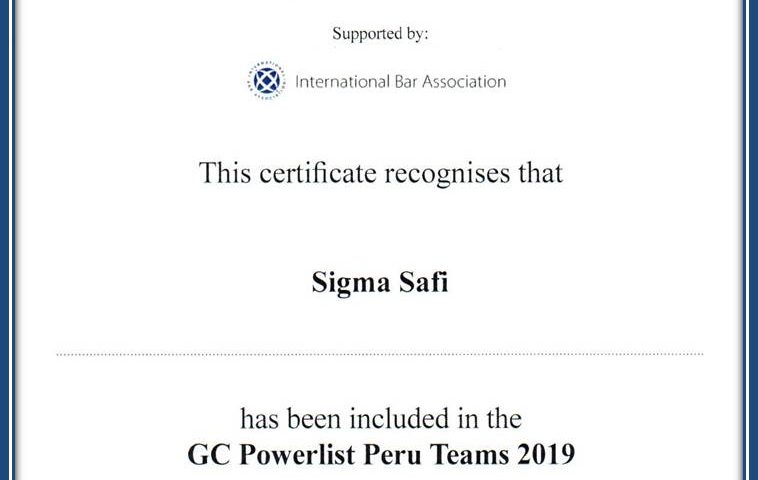 Supported by:
International Bar Association
This certificate recognises that
Sigma Safi
has been included in the
GC Powerlist Peru Teams 2019